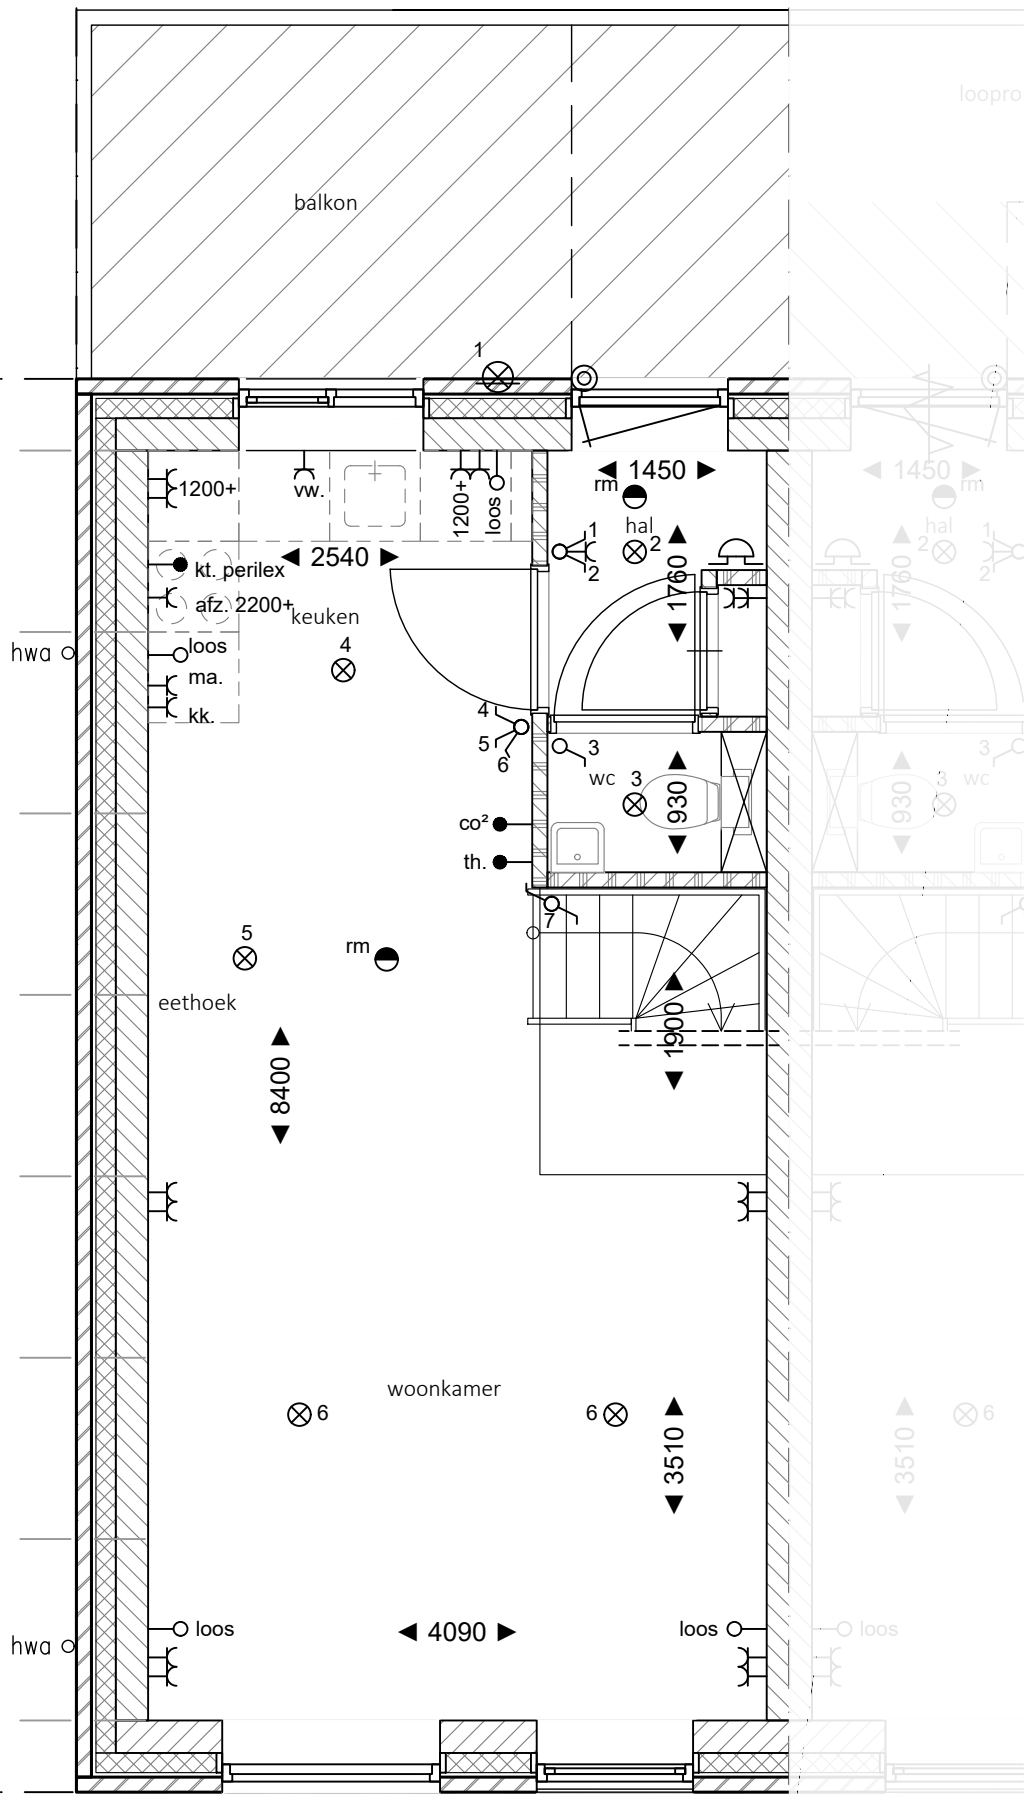 loopro
balkon
1
1450
1450
rm
rm
1200+
vw.
1200+
loos
hal
2
1
2
hal
2
1
2
2540
1760
1760
kt. perilex
afz. 2200+
keuken
4
hwa
loos
ma.
kk.
4
5
6
3
wc
3
930
930
3
3
wc
co²
th.
7
5
rm
eethoek
1900
8400
woonkamer
6
6
6
3510
3510
loos
4090
loos
loos
hwa